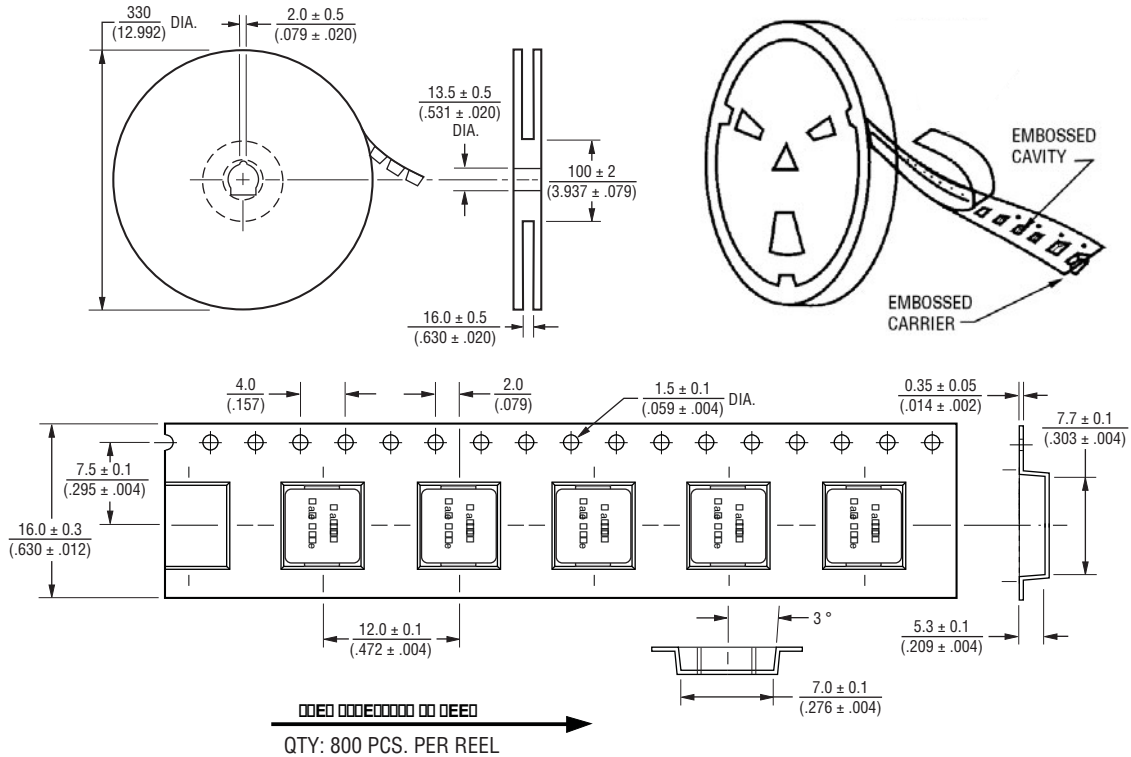 330
(12.992)
DIA.
2.0 ± 0.5
(.079 ± .020)
13.5 ± 0.5
(.531 ± .020)
DIA.
100 ± 2
(3.937 ± .079)
16.0 ± 0.5
(.630 ± .020)
EMBOSSED
CAVITY
EMBOSSED
CARRIER
4.0
(.157)
2.0
(.079)
1.5 ± 0.1
(.059 ± .004)
DIA.
0.35 ± 0.05
(.014 ± .002)
7.7 ± 0.1
(.303 ± .004)
7.5 ± 0.1
(.295 ± .004)
16.0 ± 0.3
(.630 ± .012)
12.0 ± 0.1
(.472 ± .004)
3 °
5.3 ± 0.1
(.209 ± .004)
7.0 ± 0.1
(.276 ± .004)
QTY: 800 PCS. PER REEL